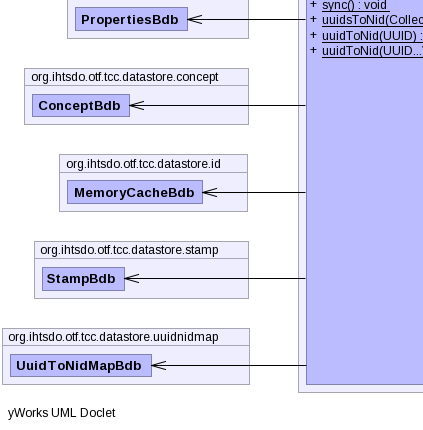 PropertiesBdb
+ sync() : void
+ uuidsToNid(Collec
+ uuidToNid(UUID) :
+ uuidToNid(UUID...
org.ihtsdo.otf.tcc.datastore.concept
ConceptBdb
org.ihtsdo.otf.tcc.datastore.id
MemoryCacheBdb
org.ihtsdo.otf.tcc.datastore.stamp
StampBdb
org.ihtsdo.otf.tcc.datastore.uuidnidmap
UuidToNidMapBdb
yWorks UML Doclet